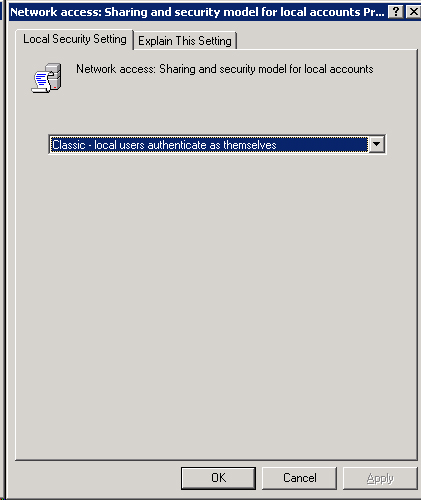 Network access: Sharing and security model for local accounts Pr...
Local Security Setting
Explain This Setting
Network access: Sharing and security model for local accounts
Classic - local users authenticate as themselves
OK
Cancel
Apply